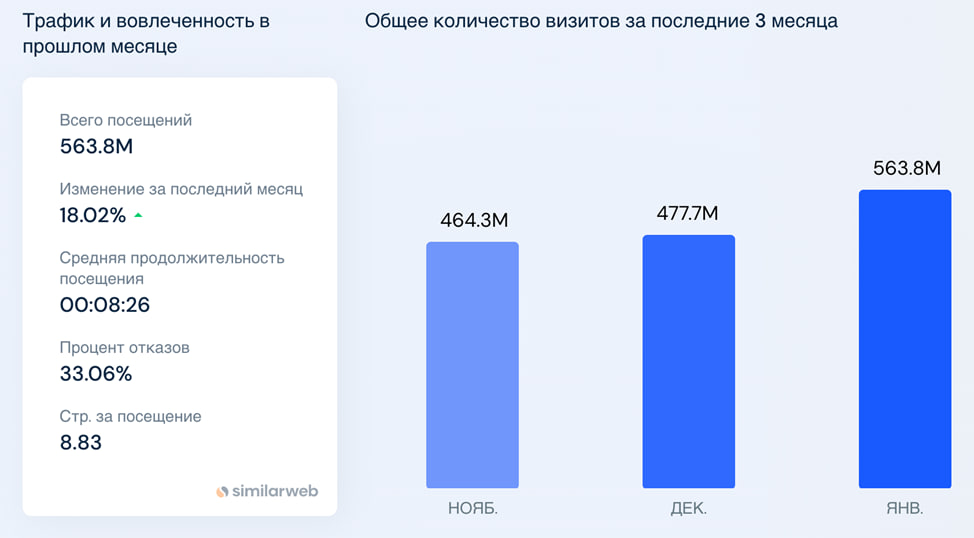 Трафик и вовлеченность в
прошлом месяце
Всего посещений
563.8M
Изменение за последний месяц
18.02%
Средняя продолжительность
посещения
00:08:26
Процент отказов
33.06%
Стр. за посещение
8.83
similarweb
Общее количество визитов за последние 3 месяца
464.3M
477.7M
563.8M
НОЯБ.
ДЕК.
ЯНВ.